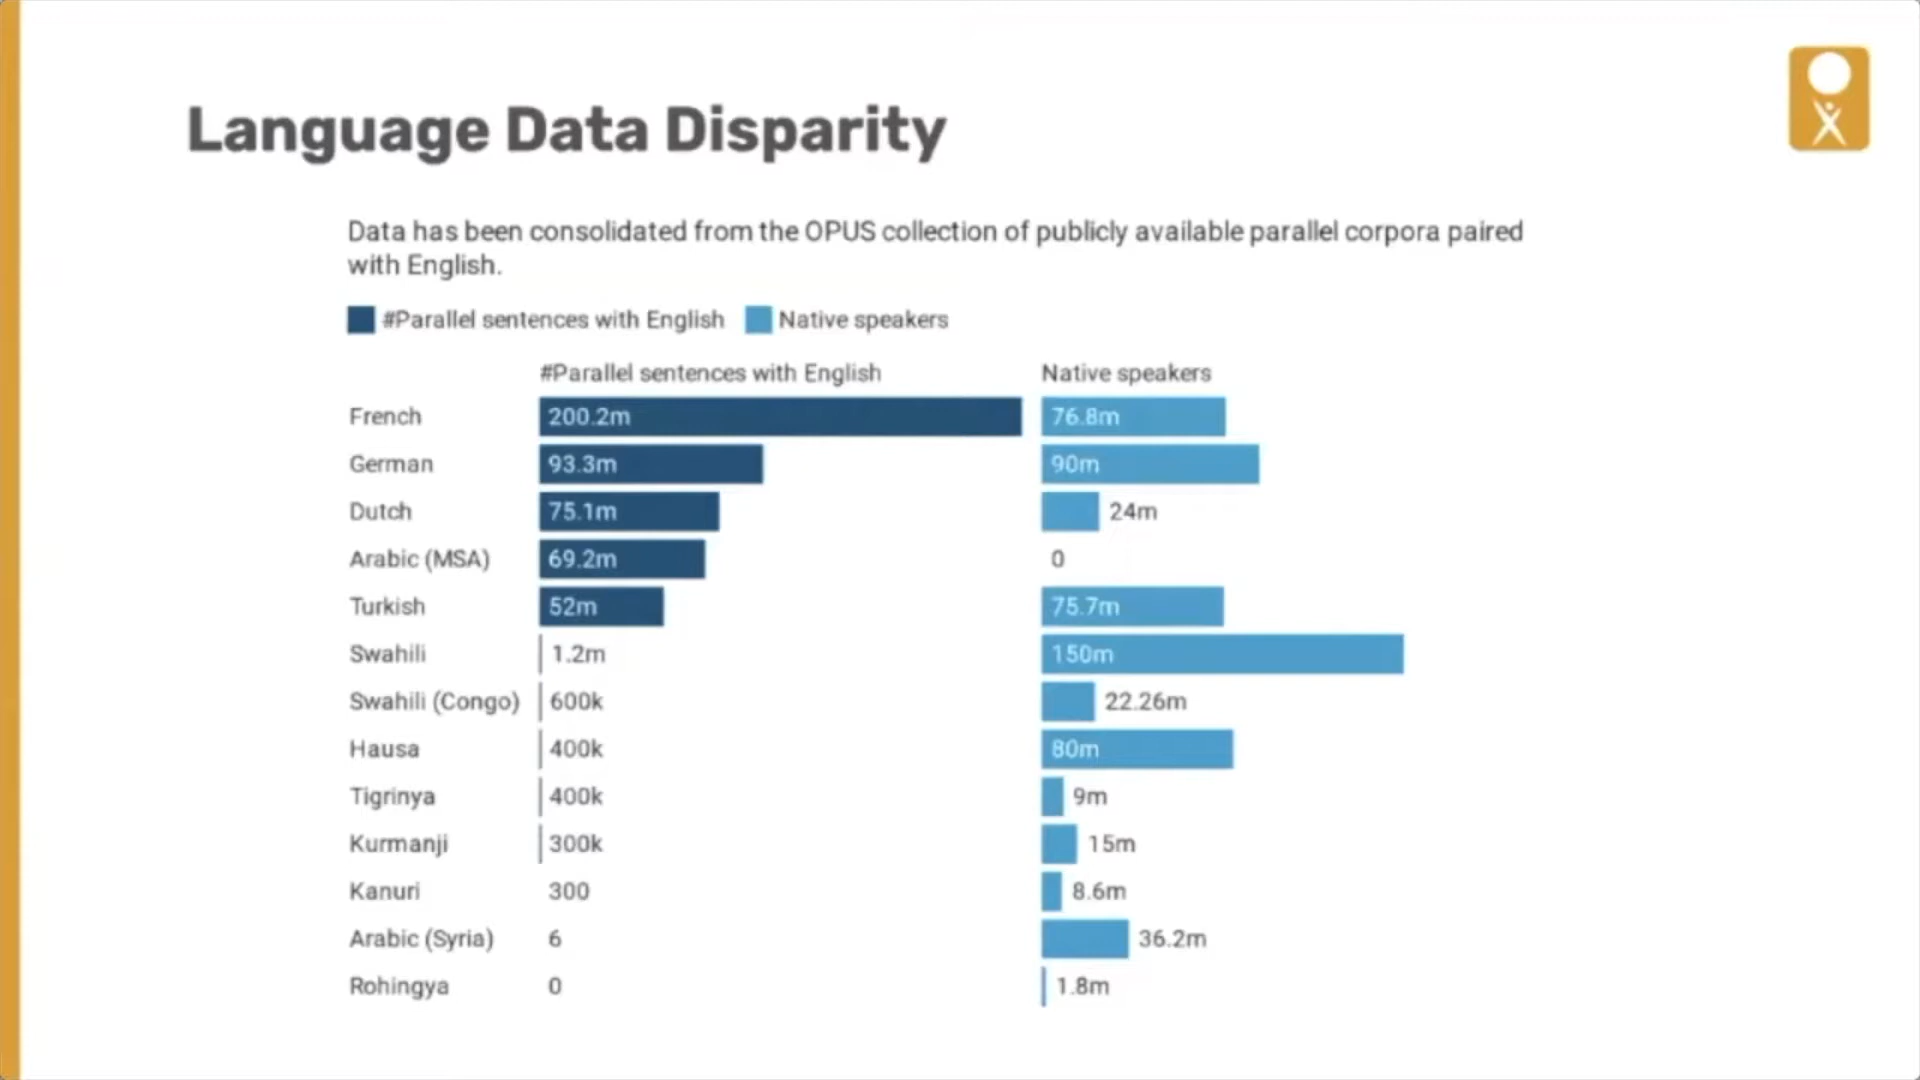 Language Data Disparity
Data has been consolidated from the OPUS collection of publicly available parallel corpora paired
with English.
#Parallel sentences with English Native speakers
#Parallel sentences with English Native speakers
French 200.2m 76.8m
German 93.3m 90m
Dutch 75.1m 24m
Arabic (MSA) 69.2m 0
Turkish 52m 75.7m
Swahili 1.2m 150m
Swahili (Congo) 600k 22.26m
Hausa 400k 80m
Tigrinya 400k 9m
Kurmanji 300k 15m
Kanuri 300 8.6m
Arabic (Syria) 6 36.2m
Rohingya 0 1.8m